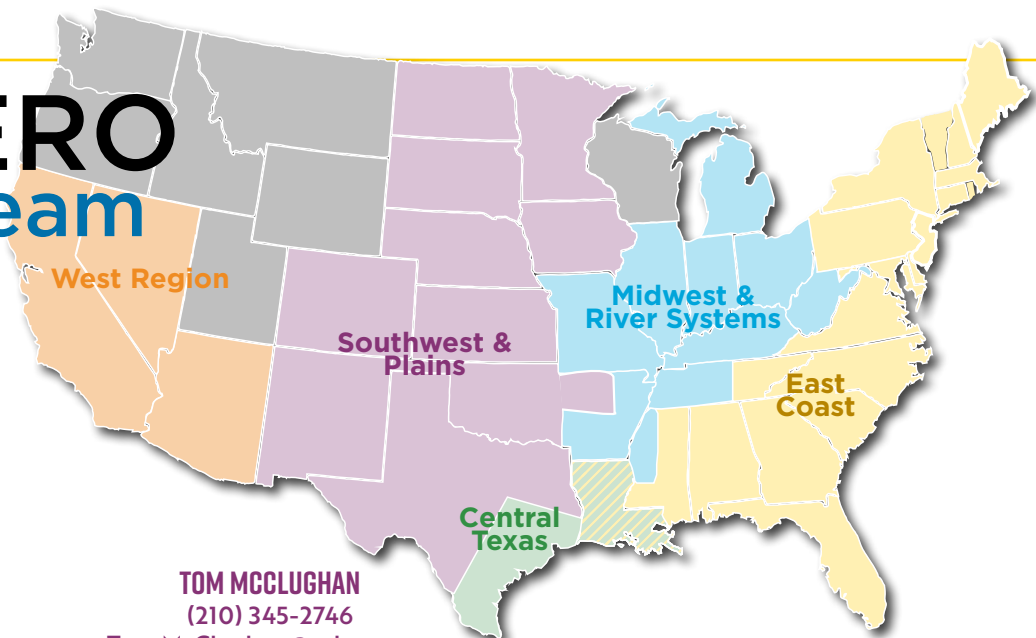 ERO
eam
West Region
Midwest &
River Systems
Southwest &
Plains
East
Coast
Central
Texas
TOM MCCLUGHAN
(210) 345-2746